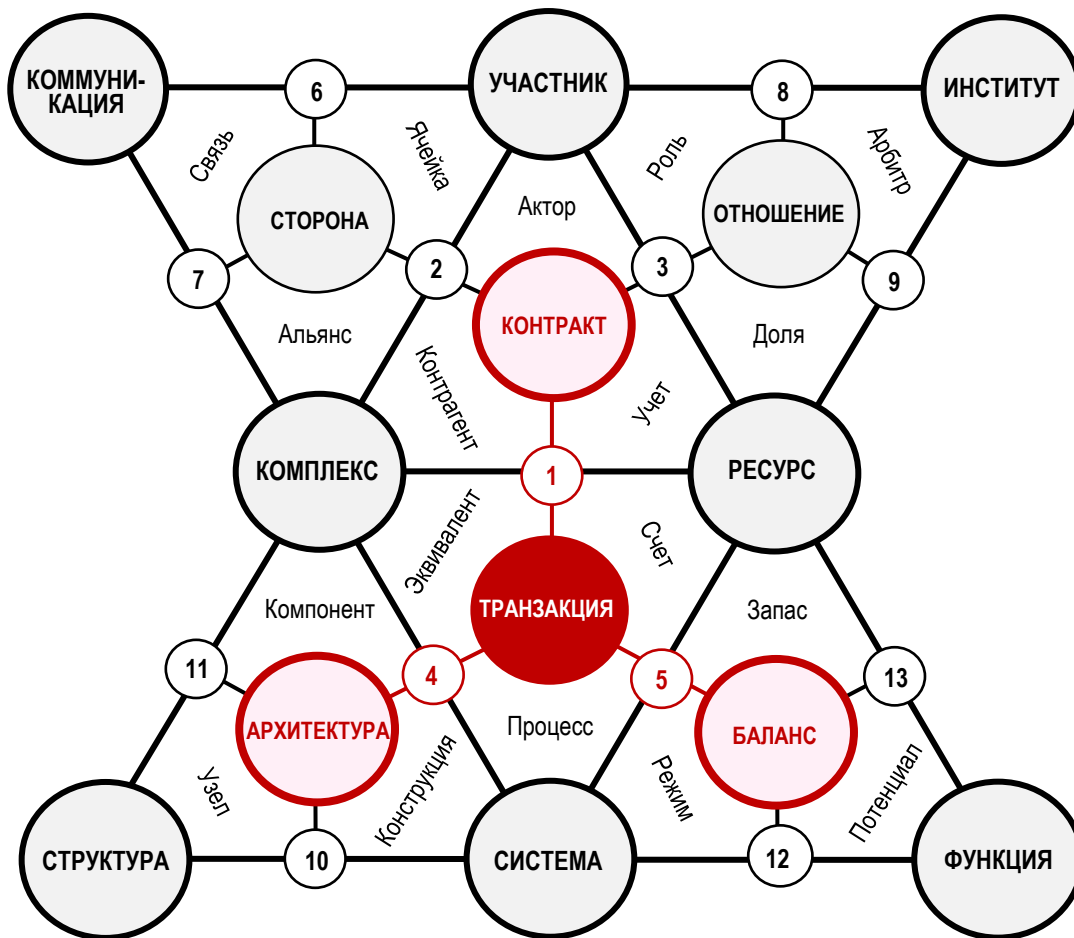 КОММУНИ-
КАЦИЯ
6
УЧАСТНИК
8
ИНСТИТУТ
Связь
Ячейка
Роль
Арбитр
СТОРОНА
Актор
ОТНОШЕНИЕ
7
2
3
9
Альянс
КОНТРАКТ
Доля
Контрагент
Учет
КОМПЛЕКС
1
РЕСУРС
Эквивалент
Счет
Компонент
ТРАНЗАКЦИЯ
Запас
11
4
5
13
АРХИТЕКТУРА
Процесс
БАЛАНС
Узел
Конструкция
Режим
Потенциал
СТРУКТУРА
10
СИСТЕМА
12
ФУНКЦИЯ